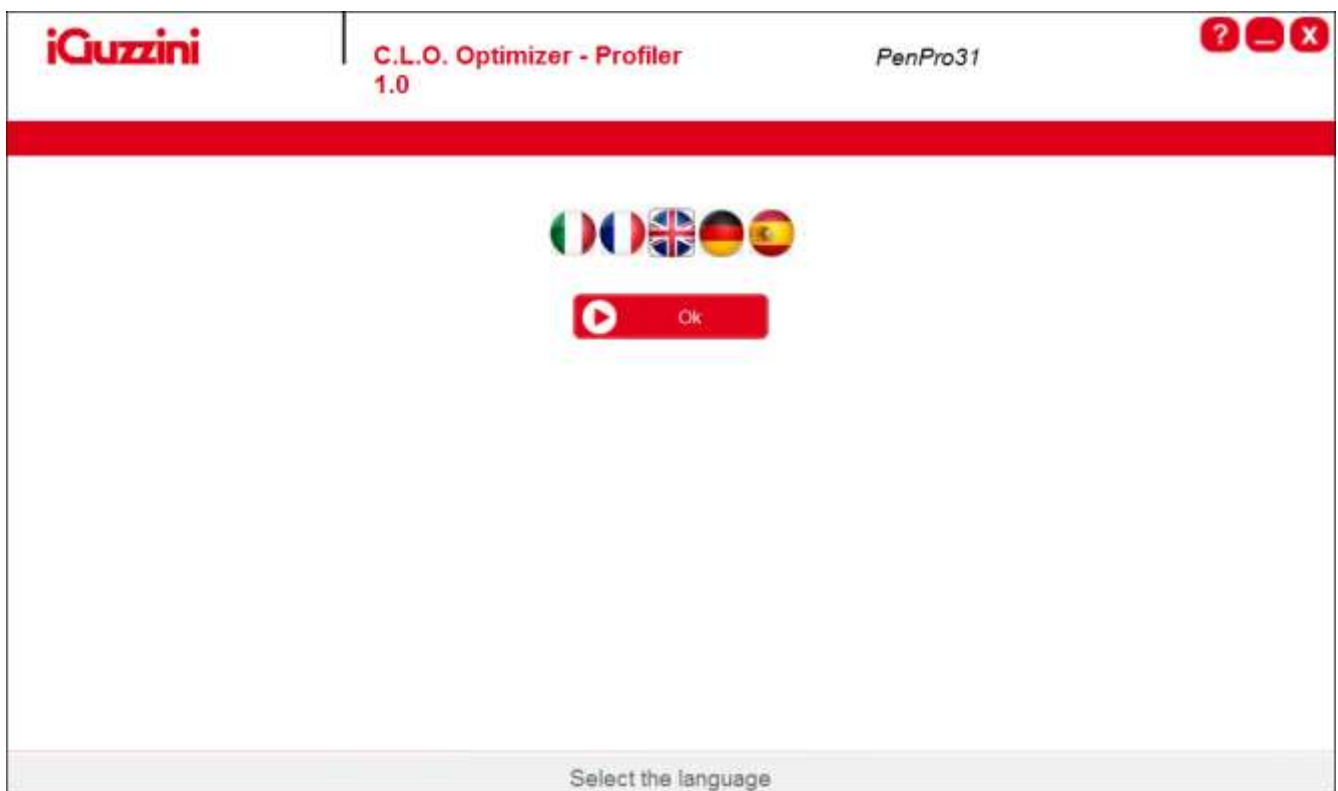 iGuzzini
C.L.O. Optimizer - Profiler
1.0
PenPro31
?
X
Ok
Select the language